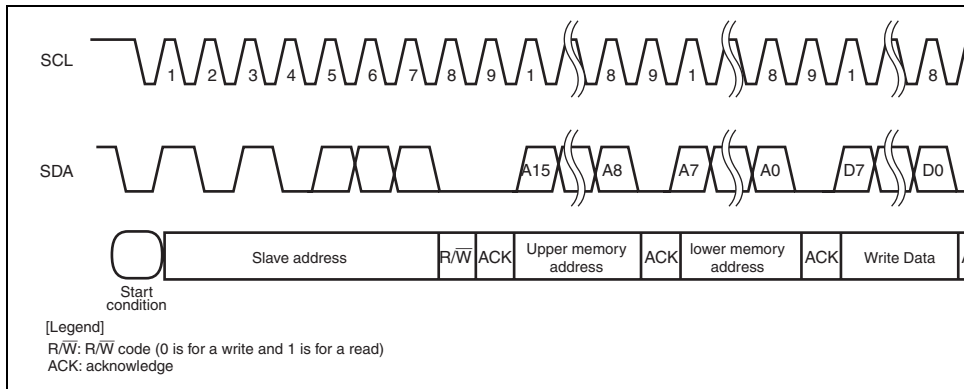 SCL
1 2 3 4 5 6 7 8 9 1 8 9 1 8 9 1 8
SDA
A15 A8 A7 A0 D7 D0
Slave address R/W̅ ACK Upper memory address ACK lower memory address ACK Write Data
Start
condition
[Legend]
R/W̅: R/W̅ code (0 is for a write and 1 is for a read)
ACK: acknowledge